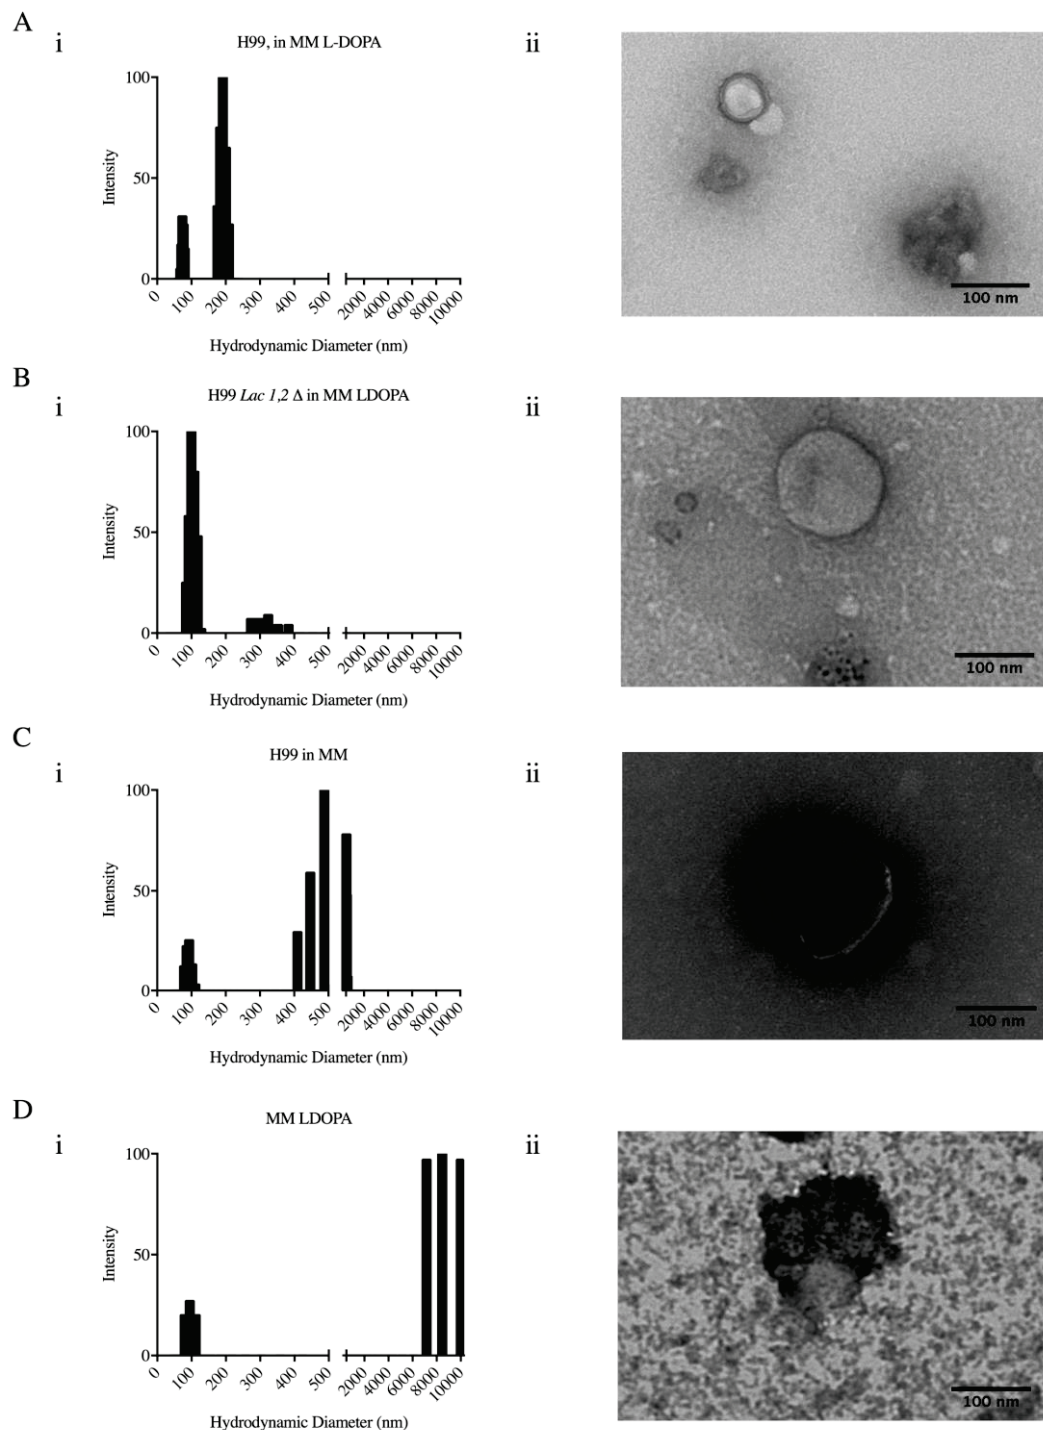 A
i
ii
H99, in MM L-DOPA
100
50
0
Intensity
0 100 200 300 400 500 2000 4000 6000 8000 10000
Hydrodynamic Diameter (nm)
100 nm
B
i
ii
H99 Lac 1,2 Δ in MM LDOPA
100
50
0
Intensity
0 100 200 300 400 500 2000 4000 6000 8000 10000
Hydrodynamic Diameter (nm)
100 nm
C
i
ii
H99 in MM
100
50
0
Intensity
0 100 200 300 400 500 2000 4000 6000 8000 10000
Hydrodynamic Diameter (nm)
100 nm
D
i
ii
MM LDOPA
100
50
0
Intensity
0 100 200 300 400 500 2000 4000 6000 8000 10000
Hydrodynamic Diameter (nm)
100 nm